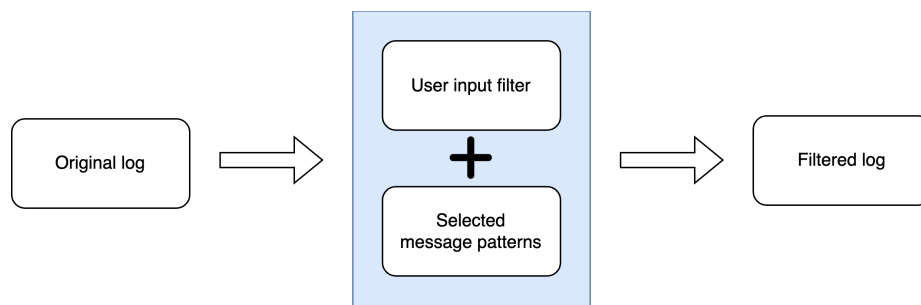 Original log
User input filter
Selected
message patterns
Filtered log